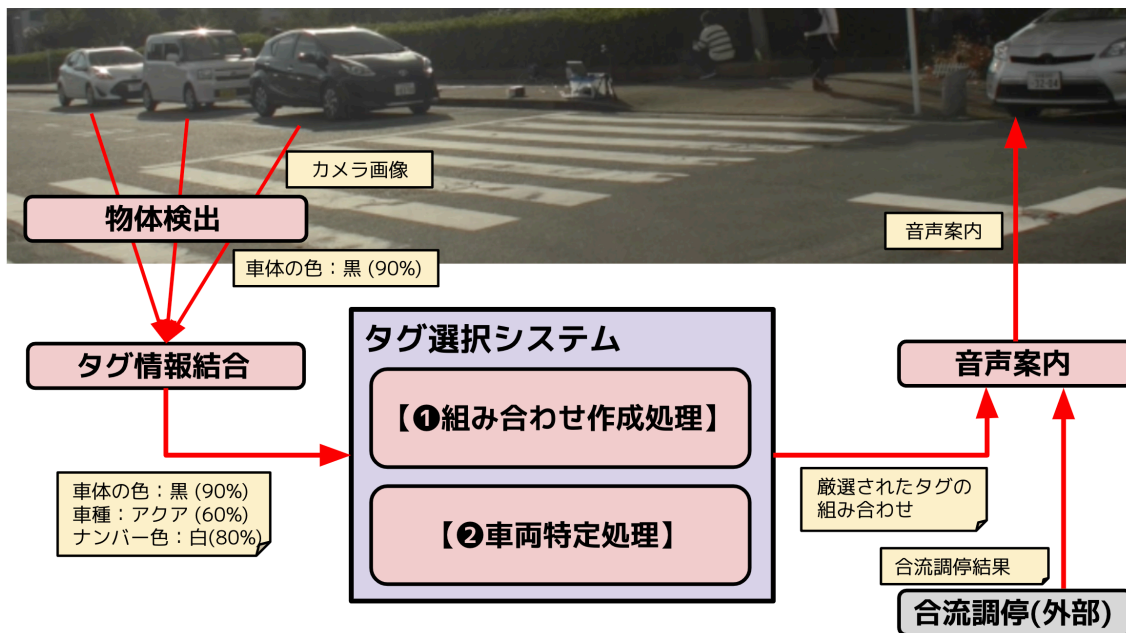 カメラ画像
物体検出
車体の色：黒 (90%)
音声案内
タグ情報結合
タグ選択システム
【❶組み合わせ作成処理】
【❷車両特定処理】
音声案内
車体の色：黒 (90%)
車種：アクア (60%)
ナンバー色：白(80%)
厳選されたタグの
組み合わせ
合流調停結果
合流調停(外部)